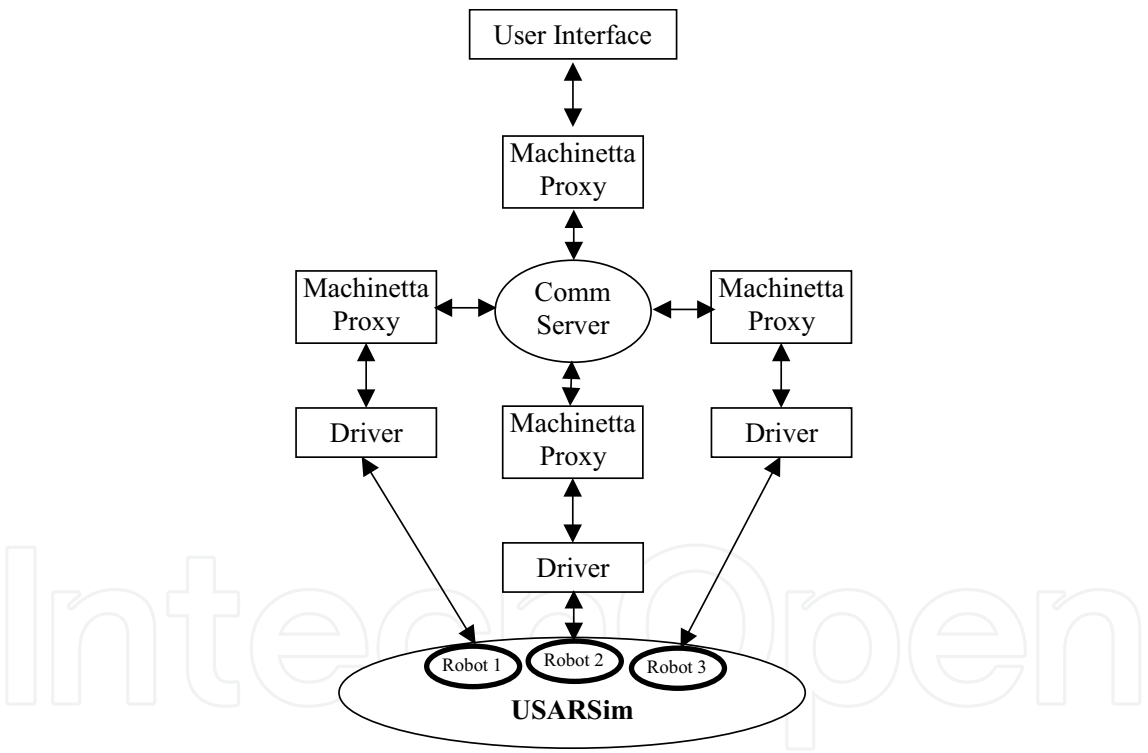 User Interface
Machinetta
Proxy
Machinetta
Proxy
Comm
Server
Machinetta
Proxy
Driver
Machinetta
Proxy
Driver
Driver
Robot 1
Robot 2
Robot 3
USARSim
IntechOpen